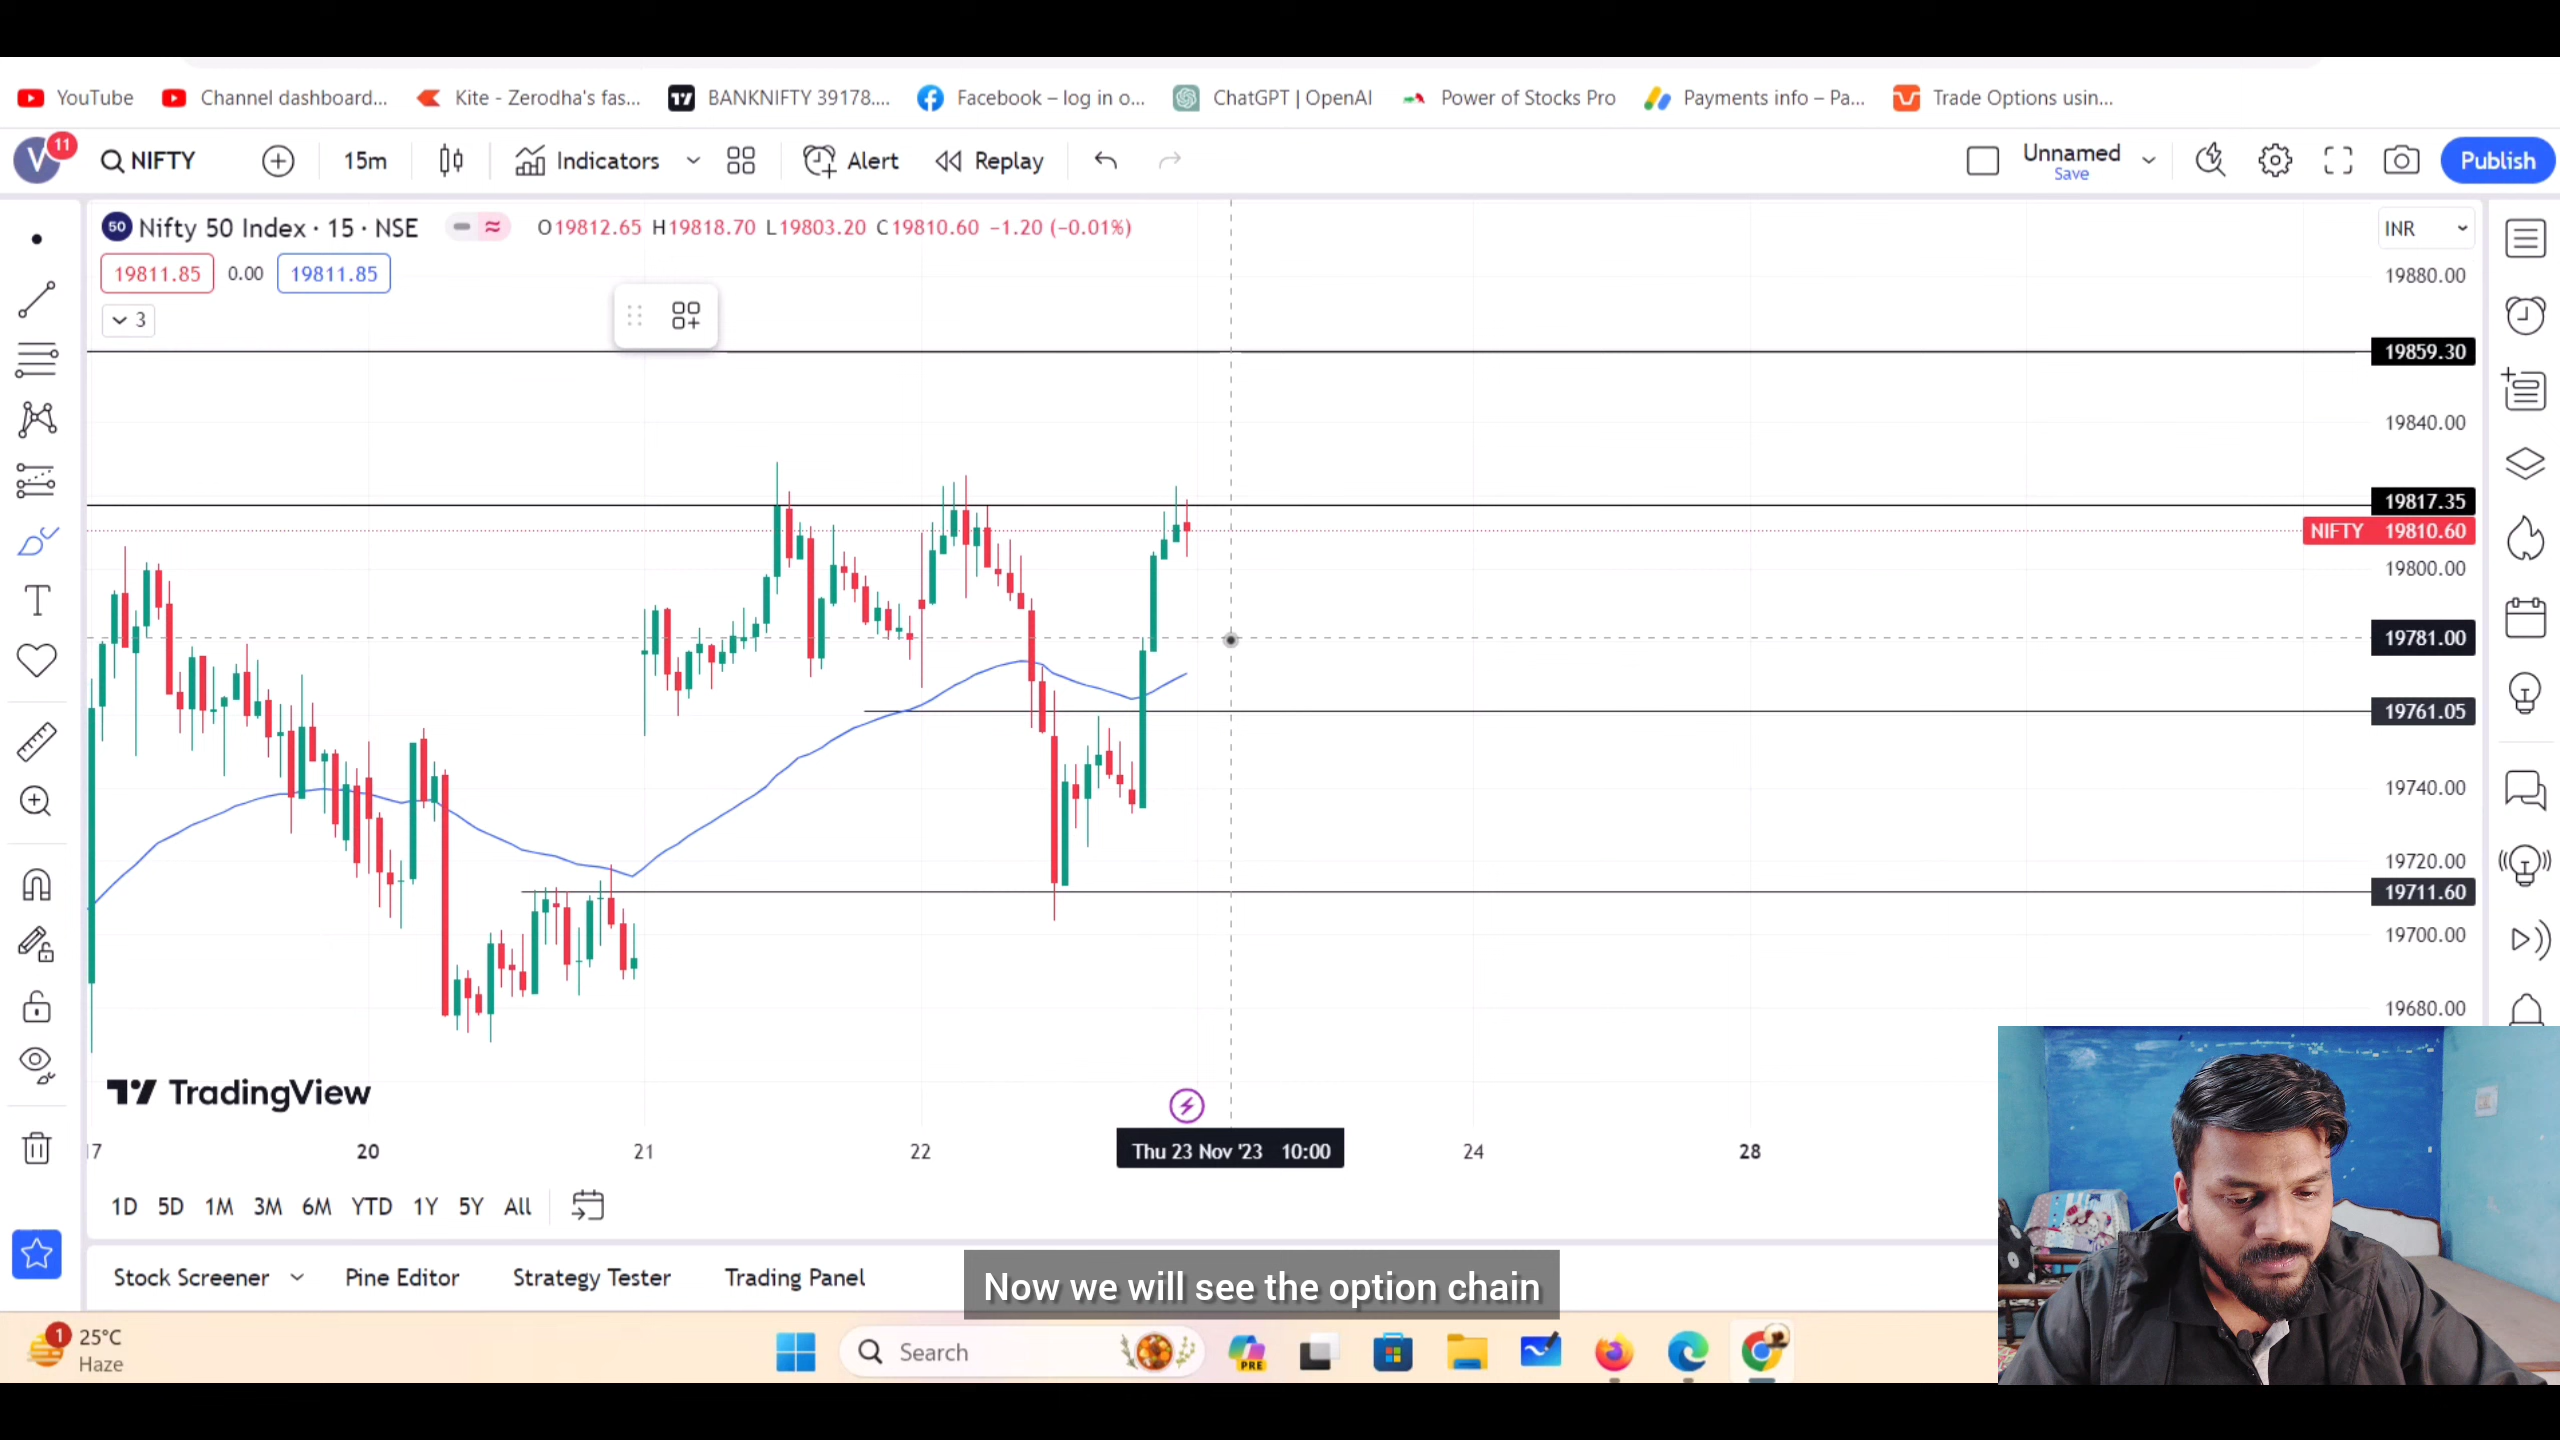 YouTube Channel dashboard... Kite - Zerodha's fas... BANKNIFTY 39178.... Facebook – log in o... ChatGPT | OpenAI Power of Stocks Pro Payments info – Pa... Trade Options usin...
V 11 NIFTY 15m Indicators Alert Replay Unnamed Save Publish
50 Nifty 50 Index · 15 · NSE O19812.65 H19818.70 L19803.20 C19810.60 −1.20 (−0.01%) INR
19811.85 0.00 19811.85
19880.00
3
19859.30
19840.00
19817.35
NIFTY 19810.60
19800.00
19781.00
19761.05
19740.00
19720.00
19711.60
19700.00
19680.00
TradingView
17 20 21 22 Thu 23 Nov '23 10:00 24 28
1D 5D 1M 3M 6M YTD 1Y 5Y All
Stock Screener Pine Editor Strategy Tester Trading Panel
Now we will see the option chain
1 25°C
Haze
Search
PRE